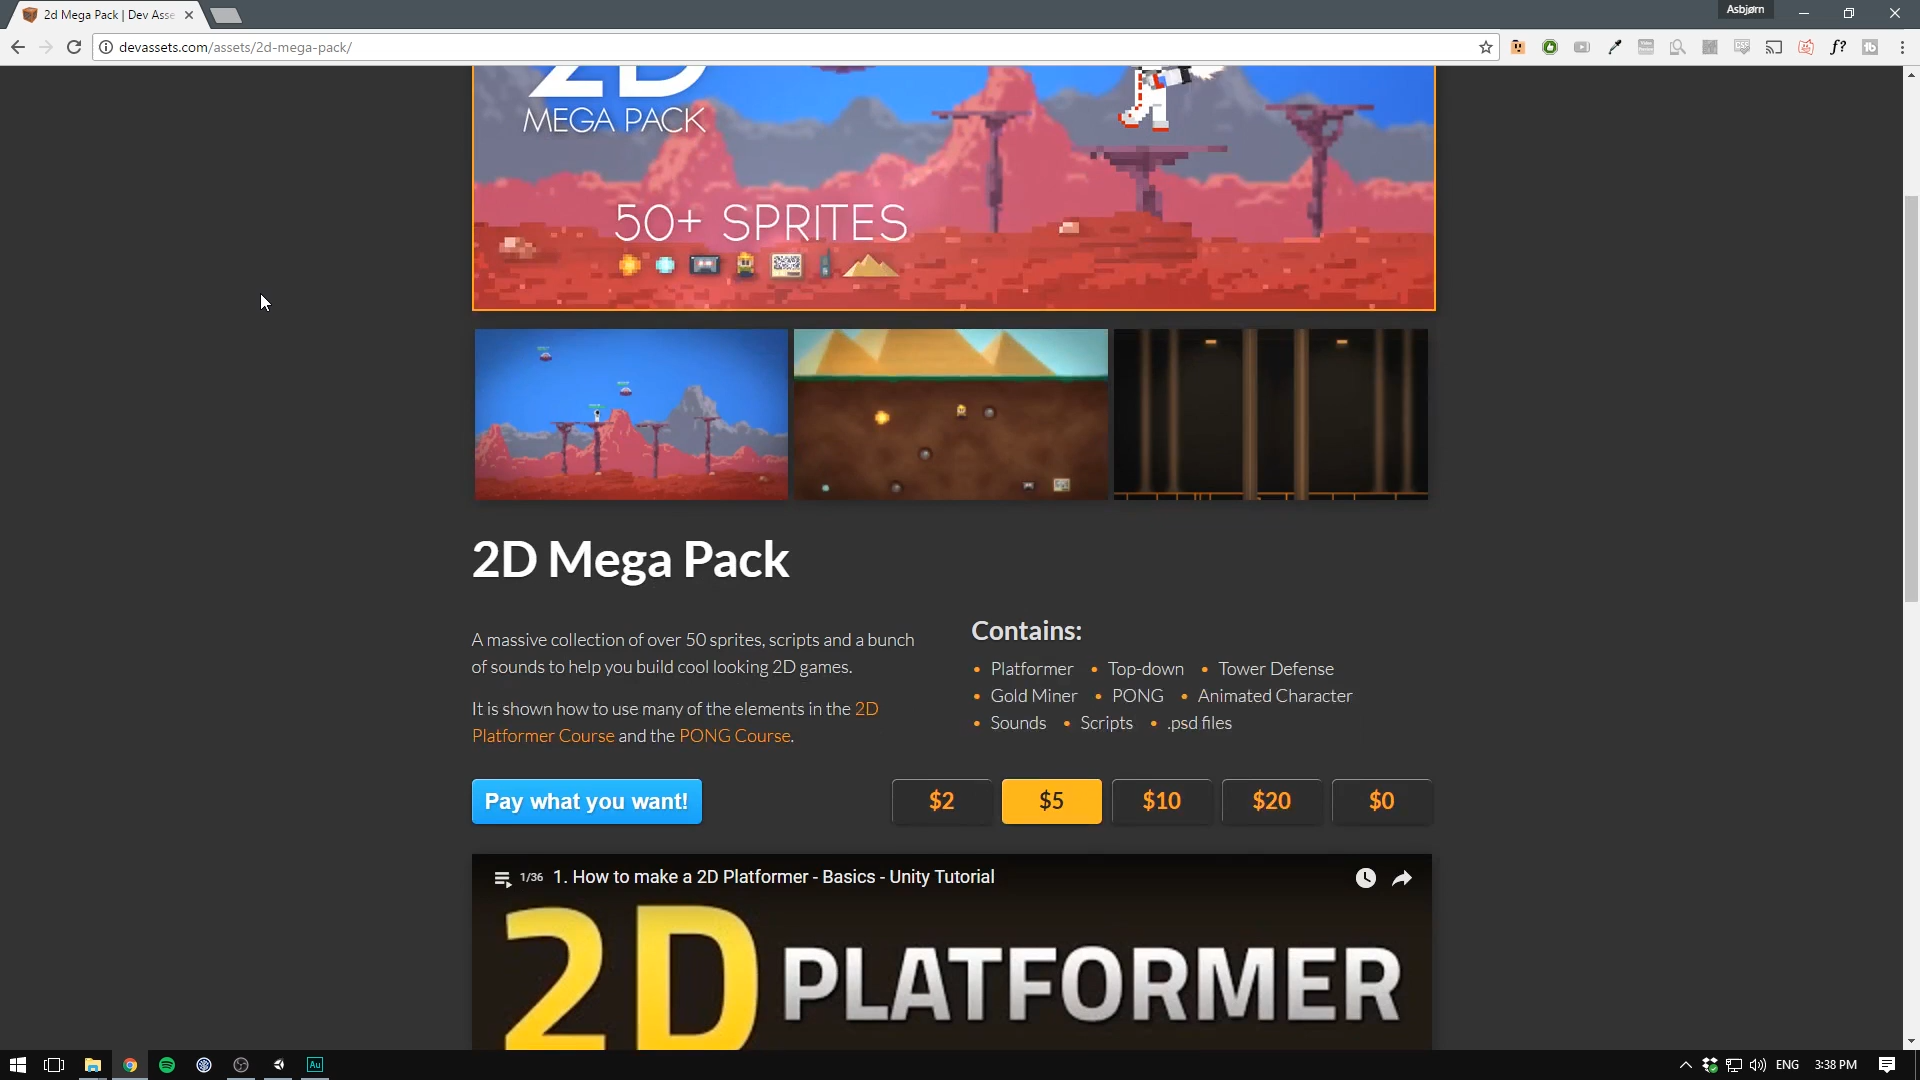 2d Mega Pack | Dev Asse
Asbjørn
devassets.com/assets/2d-mega-pack/
2D
MEGA PACK
50+ SPRITES
2D Mega Pack
A massive collection of over 50 sprites, scripts and a bunch
of sounds to help you build cool looking 2D games.
It is shown how to use many of the elements in the 2D
Platformer Course and the PONG Course.
Contains:
• Platformer • Top-down • Tower Defense
• Gold Miner • PONG • Animated Character
• Sounds • Scripts • .psd files
Pay what you want!
$2 $5 $10 $20 $0
1/36 1. How to make a 2D Platformer - Basics - Unity Tutorial
2D PLATFORMER
Au
ENG
3:38 PM